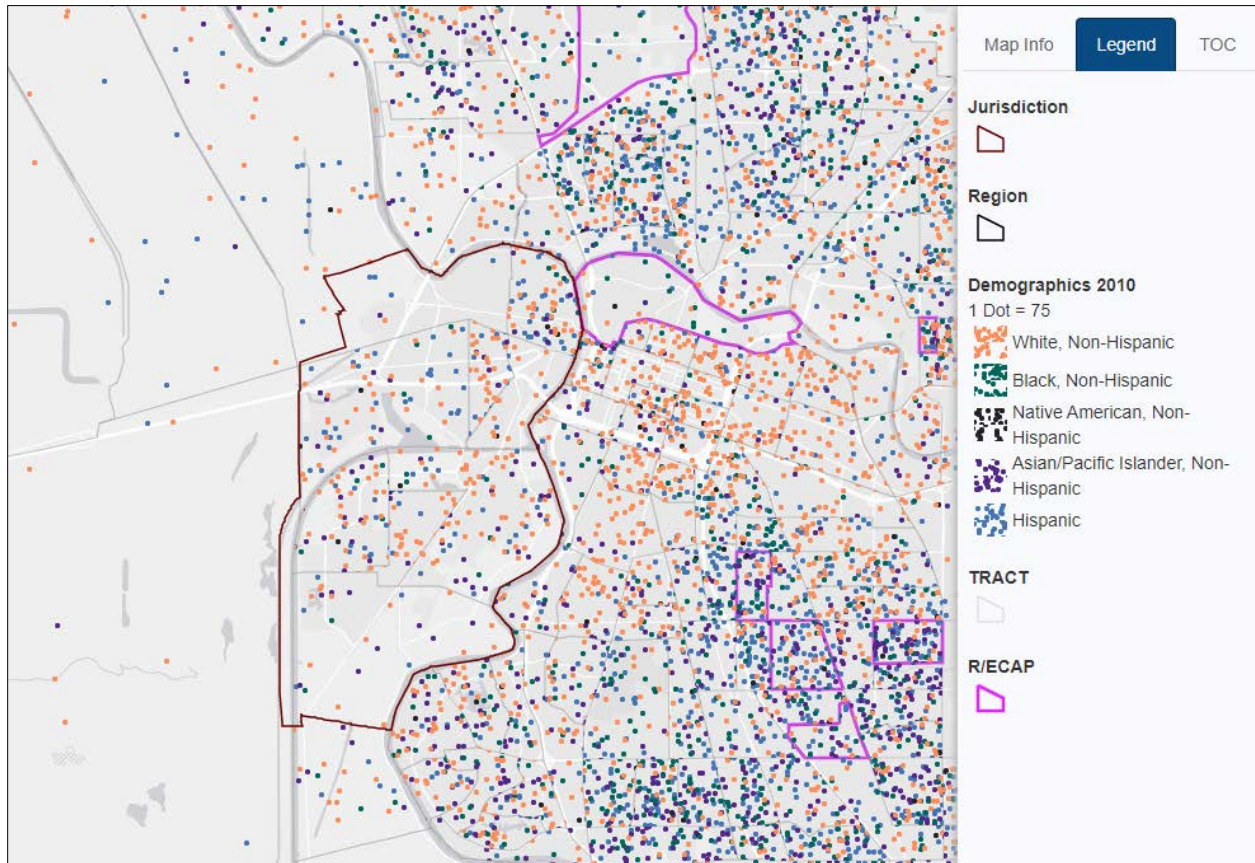 Map Info Legend TOC
Jurisdiction
Region
Demographics 2010
1 Dot = 75
White, Non-Hispanic
Black, Non-Hispanic
Native American, Non-
Hispanic
Asian/Pacific Islander, Non-
Hispanic
Hispanic
TRACT
R/ECAP